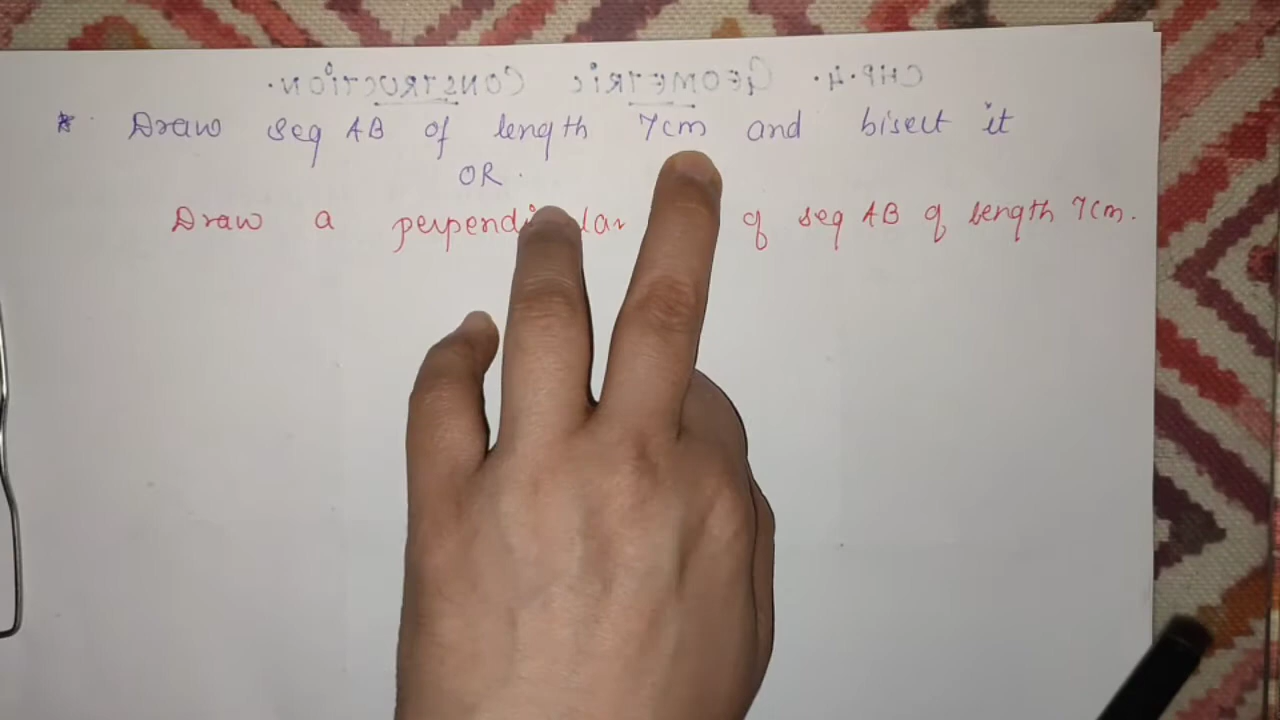 CHP.4. GEOMETRIC CONSTRUCTION.
* Draw seg AB of length 7cm and bisect it
OR.
Draw a of seg AB of length 7cm.